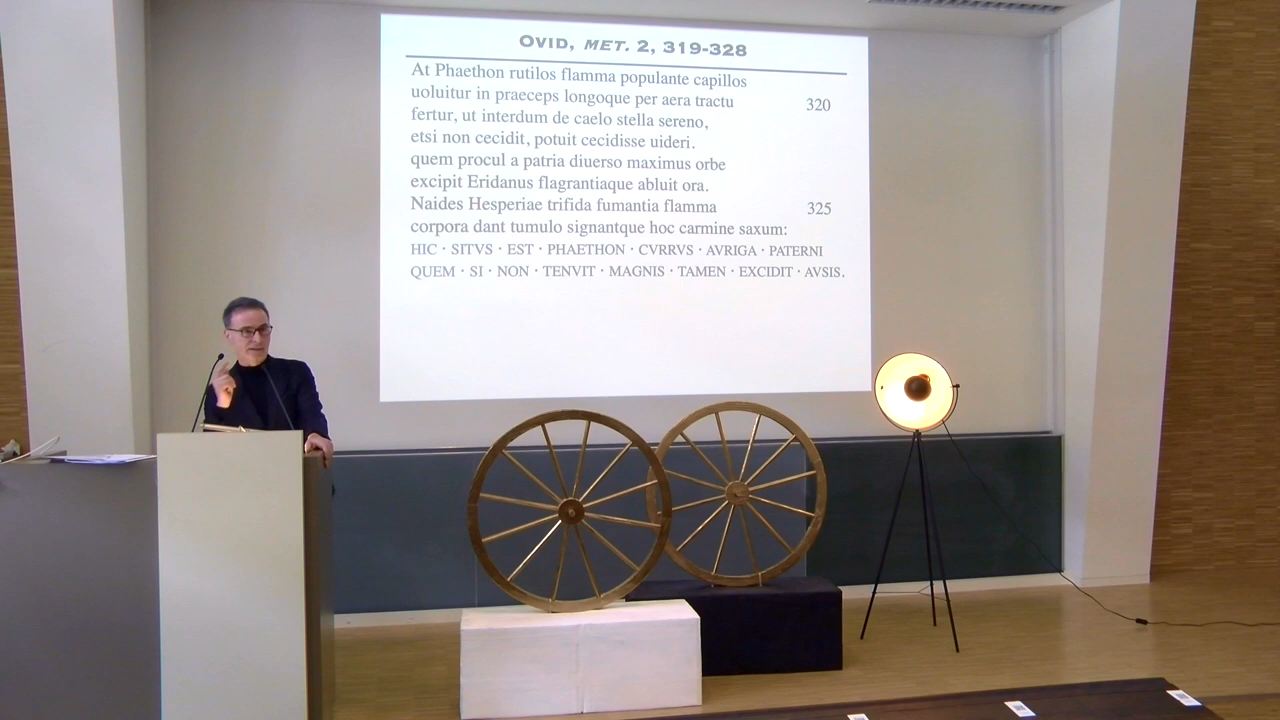 OVID, MET. 2, 319-328
At Phaethon rutilos flamma populante capillos
uoluitur in praeceps longoque per aera tractu 320
fertur, ut interdum de caelo stella sereno,
etsi non cecidit, potuit cecidisse uideri.
quem procul a patria diuerso maximus orbe
excipit Eridanus flagrantiaque abluit ora.
Naides Hesperiae trifida fumantia flamma 325
corpora dant tumulo signantque hoc carmine saxum:
HIC · SITVS · EST · PHAETHON · CVRRVS · AVRIGA · PATERNI
QUEM · SI · NON · TENVIT · MAGNIS · TAMEN · EXCIDIT · AVSIS.